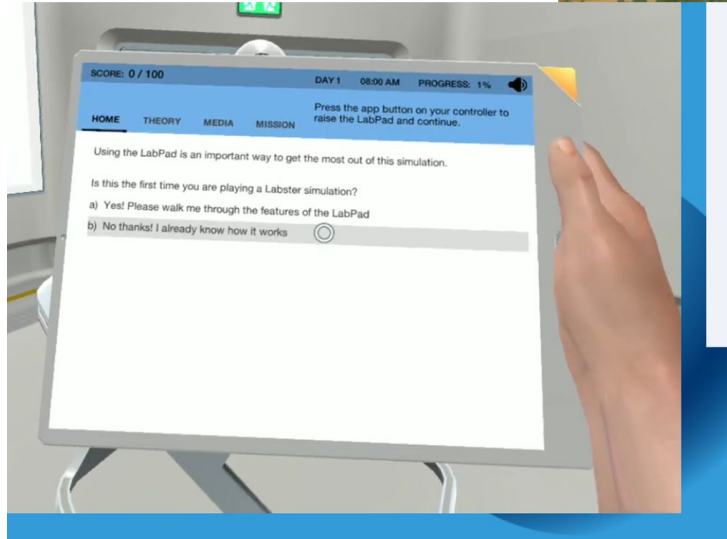 SCORE: 0 / 100
DAY 1
08:00 AM
PROGRESS: 1%
HOME
THEORY
MEDIA
MISSION
Press the app button on your controller to
raise the LabPad and continue.
Using the LabPad is an important way to get the most out of this simulation.
Is this the first time you are playing a Labster simulation?
a) Yes! Please walk me through the features of the LabPad
b) No thanks! I already know how it works